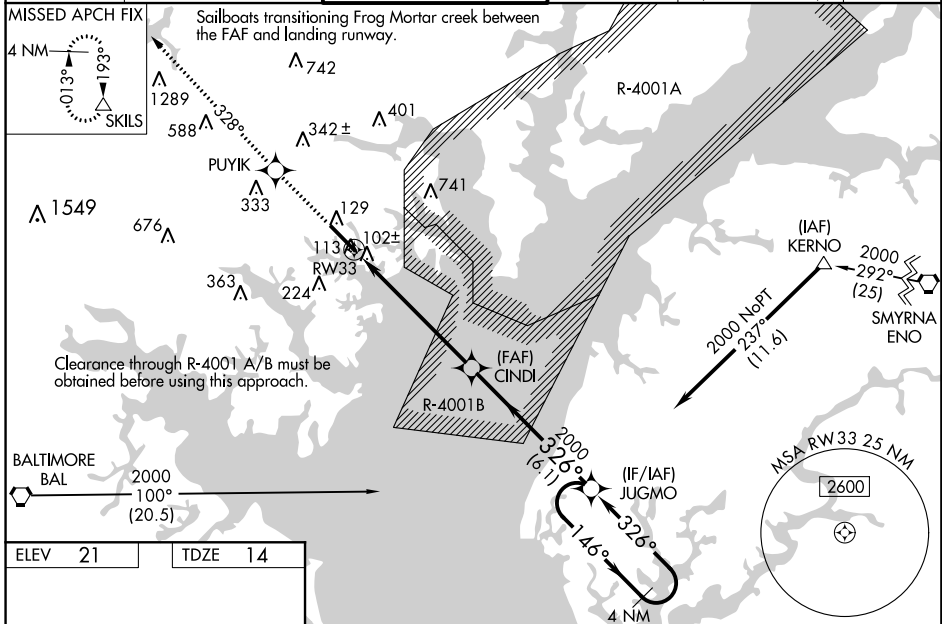 MISSED APCH FIX
4 NM
013°
193°
SKILS
Sailboats transitioning Frog Mortar creek between
the FAF and landing runway.
742
1289
588
328°
342 ±
401
R-4001A
PUYIK
333
741
1549
676
129
113
102±
RW33
363
224
(IAF)
KERNO
2000
292°
(25)
SMYRNA
ENO
2000 NoPT
237°
(11.6)
Clearance through R-4001 A/B must be
obtained before using this approach.
(FAF)
CINDI
R-4001B
2000
326°
(6.1)
(IF/IAF)
JUGMO
326°
146°
4 NM
BALTIMORE
BAL
2000
100°
(20.5)
MSA RW33 25 NM
2600
ELEV 21
TDZE 14